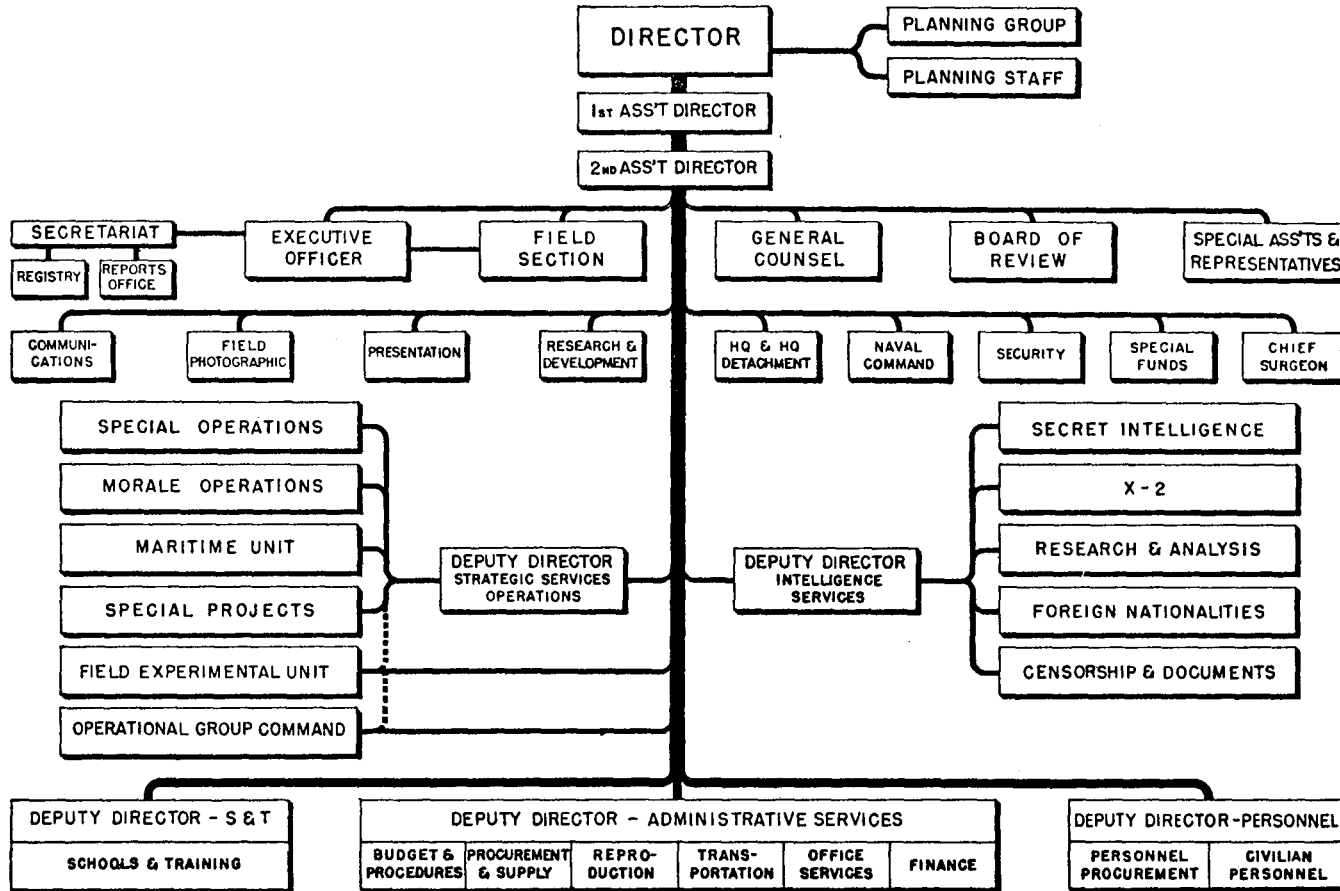 DIRECTOR
PLANNING GROUP
PLANNING STAFF
1ST ASS'T DIRECTOR
2ND ASS'T DIRECTOR
SECRETARIAT
REGISTRY
REPORTS
OFFICE
EXECUTIVE
OFFICER
FIELD
SECTION
GENERAL
COUNSEL
BOARD OF
REVIEW
SPECIAL ASS'TS &
REPRESENTATIVES
COMMUNI-
CATIONS
FIELD
PHOTOGRAPHIC
PRESENTATION
RESEARCH &
DEVELOPMENT
HQ & HQ
DETACHMENT
NAVAL
COMMAND
SECURITY
SPECIAL
FUNDS
CHIEF
SURGEON
SPECIAL OPERATIONS
MORALE OPERATIONS
MARITIME UNIT
SPECIAL PROJECTS
FIELD EXPERIMENTAL UNIT
OPERATIONAL GROUP COMMAND
DEPUTY DIRECTOR
STRATEGIC SERVICES
OPERATIONS
DEPUTY DIRECTOR
INTELLIGENCE
SERVICES
SECRET INTELLIGENCE
X-2
RESEARCH & ANALYSIS
FOREIGN NATIONALITIES
CENSORSHIP & DOCUMENTS
DEPUTY DIRECTOR - S & T
SCHOOLS & TRAINING
DEPUTY DIRECTOR - ADMINISTRATIVE SERVICES
BUDGET &
PROCEDURES
PROCUREMENT
& SUPPLY
REPRO-
DUCTION
TRANS-
PORTATION
OFFICE
SERVICES
FINANCE
DEPUTY DIRECTOR-PERSONNEL
PERSONNEL
PROCUREMENT
CIVILIAN
PERSONNEL